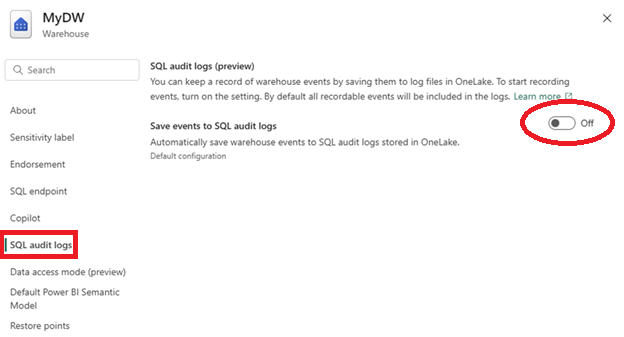 MyDW
Warehouse
Search
About
Sensitivity label
Endorsement
SQL endpoint
Copilot
SQL audit logs
Data access mode (preview)
Default Power BI Semantic
Model
Restore points
SQL audit logs (preview)
You can keep a record of warehouse events by saving them to log files in OneLake. To start recording
events, turn on the setting. By default all recordable events will be included in the logs. Learn more
Save events to SQL audit logs
Off
Automatically save warehouse events to SQL audit logs stored in OneLake.
Default configuration